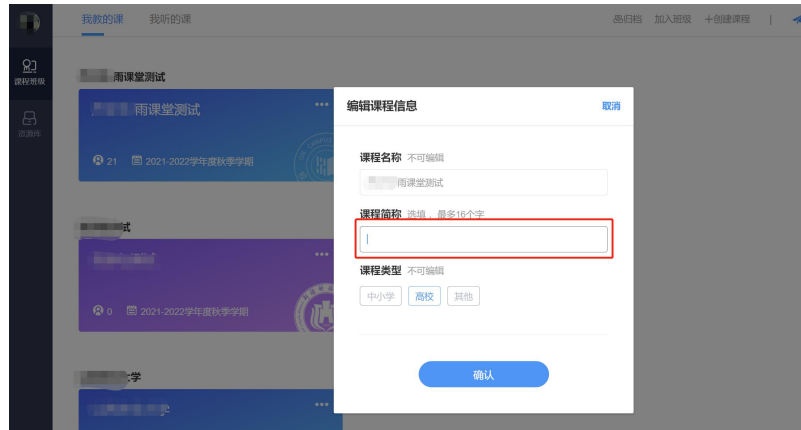 我教的课 我听的课 归档 加入班级 十创建课程
课程班级
资源库
雨课堂测试
雨课堂测试
21 2021-2022学年度秋季学期
试
0 2021-2022学年度秋季学期
大学
编辑课程信息 取消
课程名称 不可编辑
雨课堂测试
课程简称 选填，最多16个字
课程类型 不可编辑
中小学 高校 其他
确认